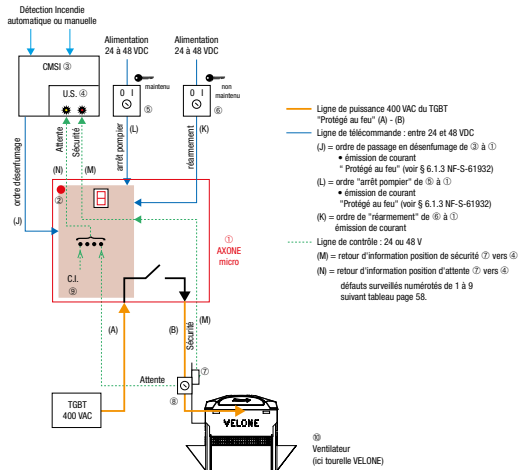 Détection Incendie
automatique ou manuelle
Alimentation
24 à 48 VDC
Alimentation
24 à 48 VDC
CMSI ③
U.S. ④
0 I
maintenu
⑤
0 I
non
maintenu
⑥
ordre désenfumage
Attente
Sécurité
(N)
(M)
(L)
arrêt pompier
(K)
réarmement
(J)
②
①
AXONE
micro
C.I.
⑨
(A)
(B)
Sécurité
(M)
Attente
⑦
⑧
TGBT
400 VAC
VELONE
⑩
Ventilateur
(ici tourelle VELONE)
Ligne de puissance 400 VAC du TGBT
"Protégé au feu" (A) - (B)
Ligne de télécommande : entre 24 et 48 VDC
(J) = ordre de passage en désenfumage de ③ à ①
• émission de courant
" Protégé au feu" (voir § 6.1.3 NF-S-61932)
(L) = ordre "arrêt pompier" de ⑤ à ①
• émission de courant
"Protégé au feu" (voir § 6.1.3 NF-S-61932)
(K) = ordre de "réarmement" de ⑥ à ①
émission de courant
Ligne de contrôle : 24 ou 48 V
(M) = retour d'information position de sécurité ⑦ vers ④
(N) = retour d'information position d'attente ⑦ vers ④
défauts surveillés numérotés de 1 à 9
suivant tableau page 58.